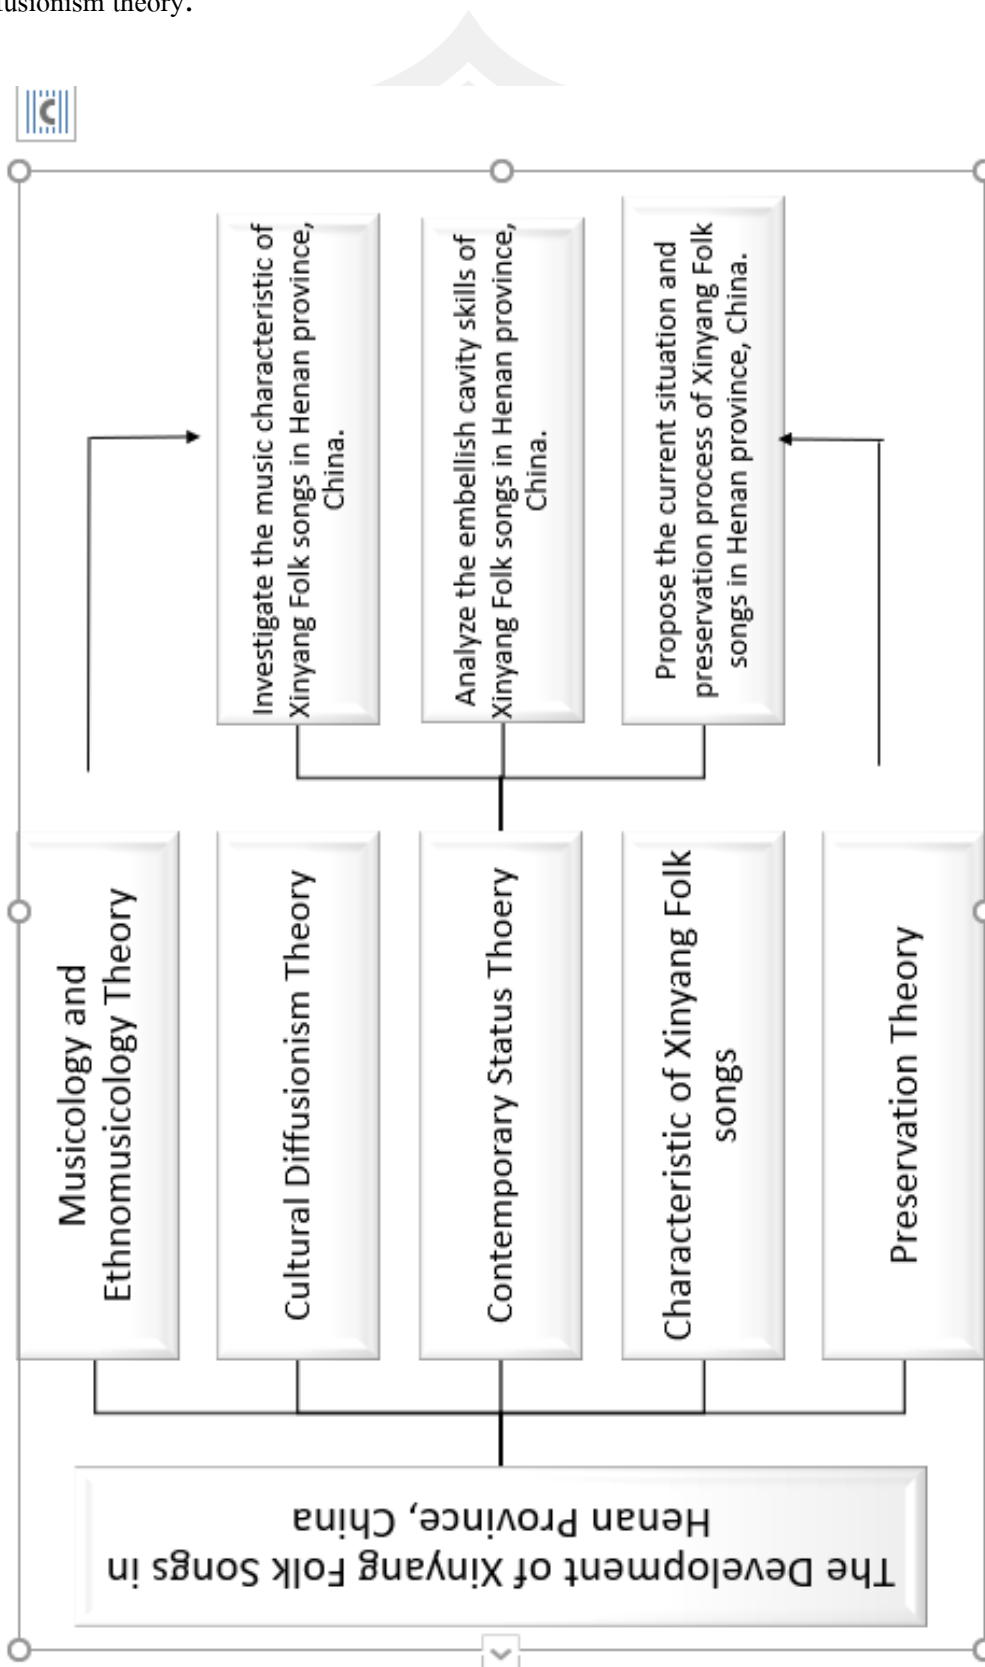 usionism theory.
Investigate the music characteristic of
Xinyang Folk songs in Henan province,
China.
Analyze the embellish cavity skills of
Xinyang Folk songs in Henan province,
China.
Propose the current situation and
preservation process of Xinyang Folk
songs in Henan province, China.
Musicology and
Ethnomusicology Theory
Cultural Diffusionism Theory
Contemporary Status Thoery
Characteristic of Xinyang Folk
songs
Preservation Theory
The Development of Xinyang Folk Songs in
Henan Province, China